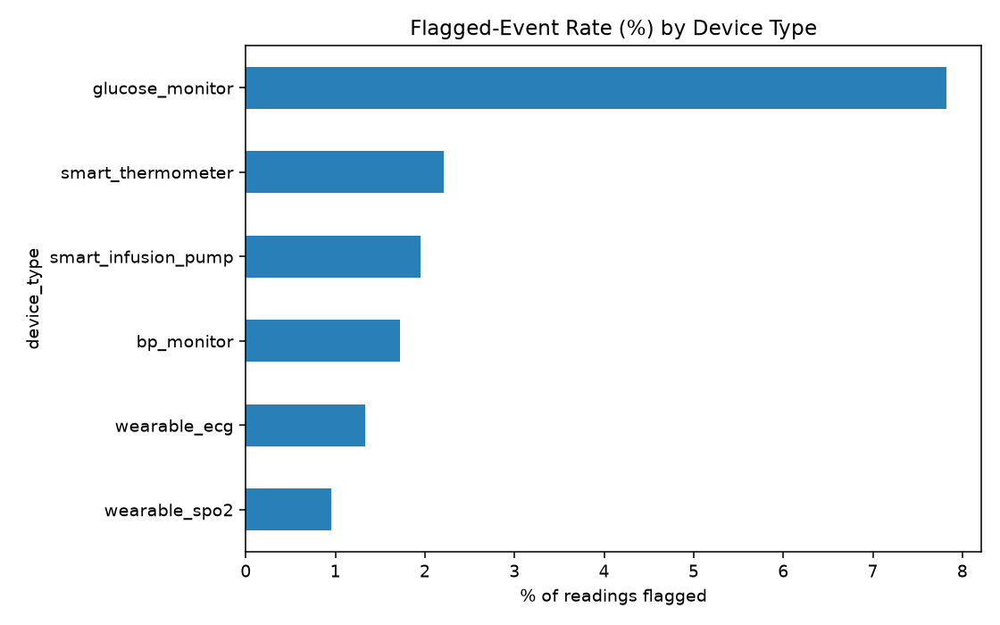 Flagged-Event Rate (%) by Device Type
device_type
glucose_monitor
smart_thermometer
smart_infusion_pump
bp_monitor
wearable_ecg
wearable_spo2
0 1 2 3 4 5 6 7 8
% of readings flagged